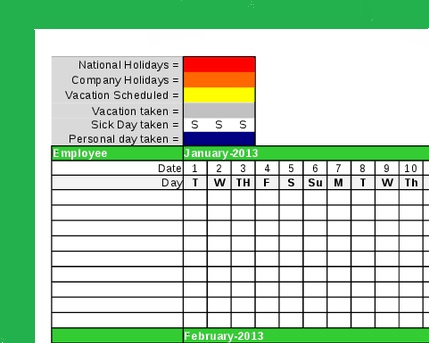 National Holidays =
Company Holidays =
Vacation Scheduled =
Vacation taken =
Sick Day taken = S S S
Personal day taken =
Employee January-2013
Date 1 2 3 4 5 6 7 8 9 10
Day T W TH F S Su M T W Th
February-2013